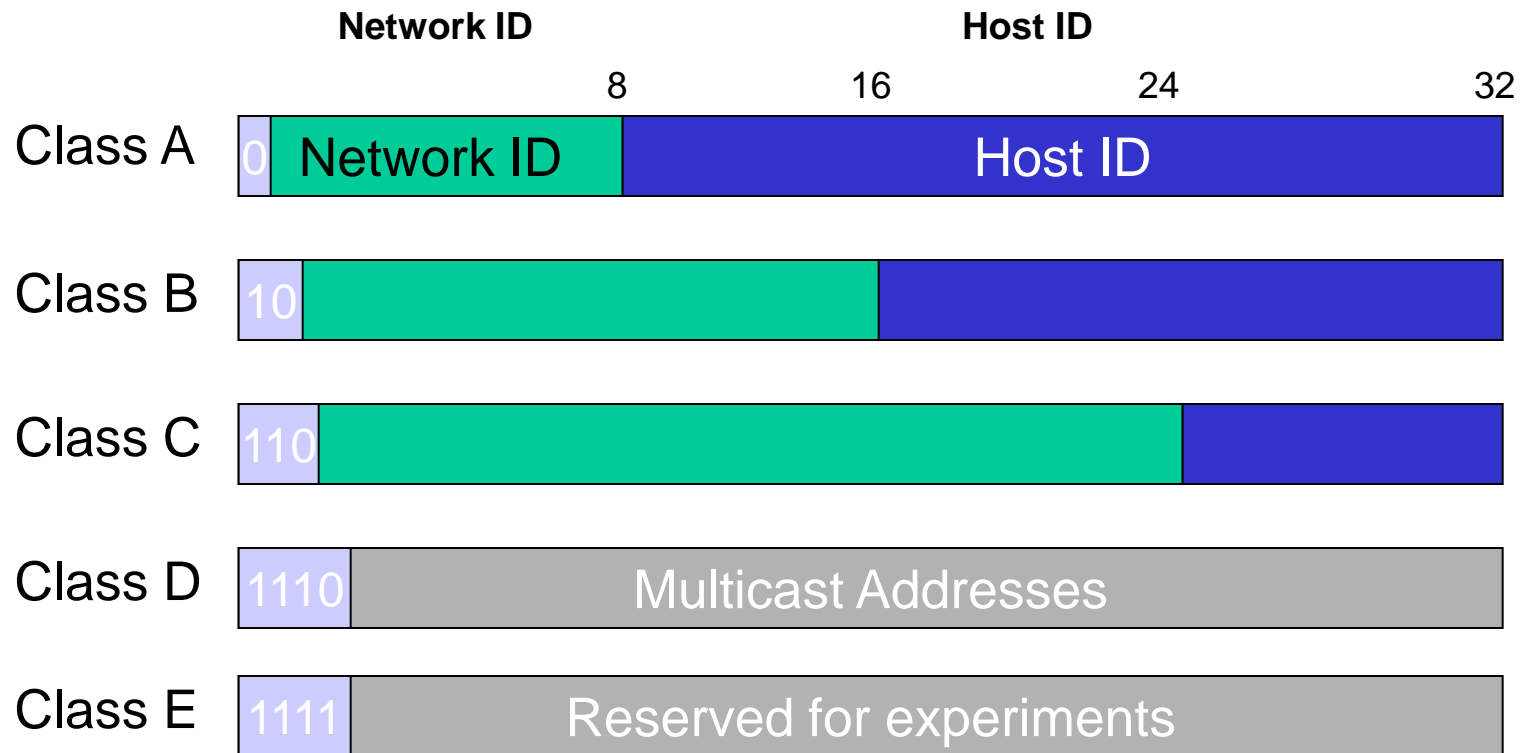 Network ID Host ID
8 16 24 32
Class A 0 Network ID Host ID
Class B 10
Class C 110
Class D 1110 Multicast Addresses
Class E 1111 Reserved for experiments